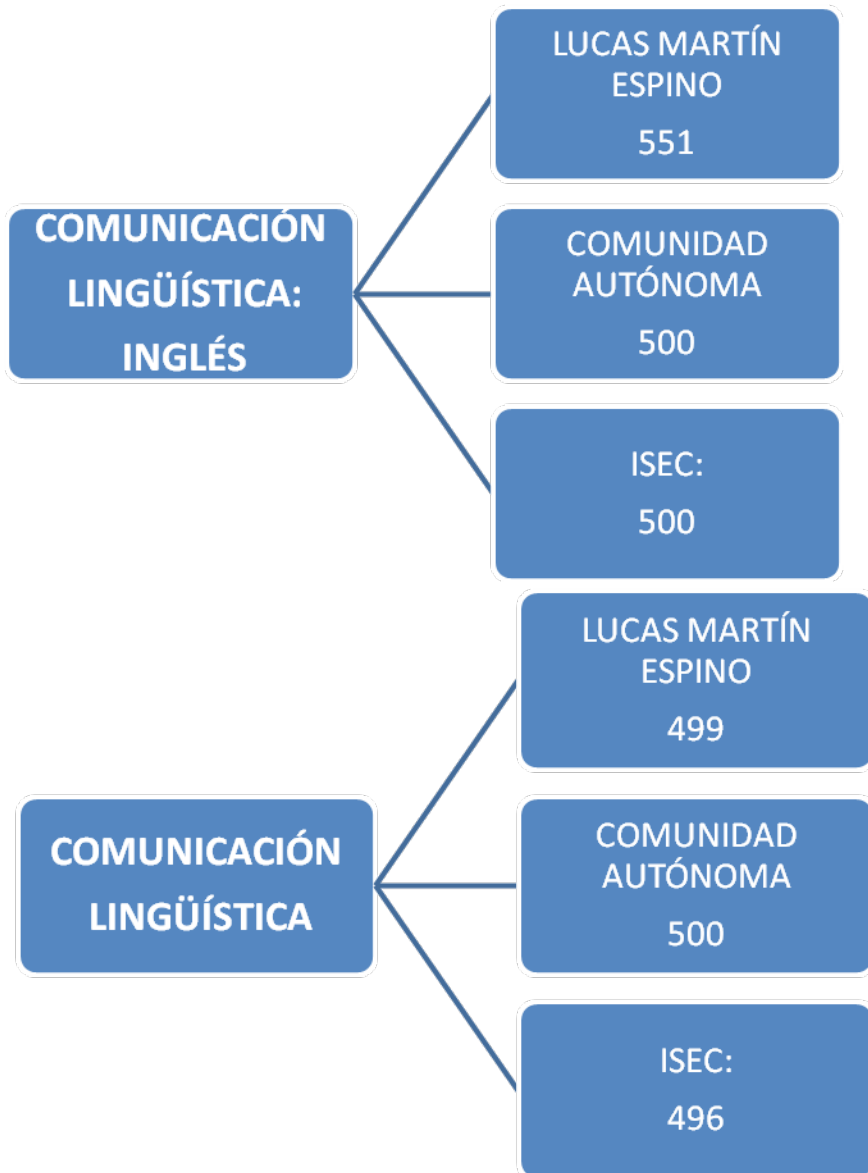 LUCAS MARTÍN
ESPINO
551
COMUNICACIÓN
LINGÜÍSTICA:
INGLÉS
COMUNIDAD
AUTÓNOMA
500
ISEC:
500
LUCAS MARTÍN
ESPINO
499
COMUNICACIÓN
LINGÜÍSTICA
COMUNIDAD
AUTÓNOMA
500
ISEC:
496